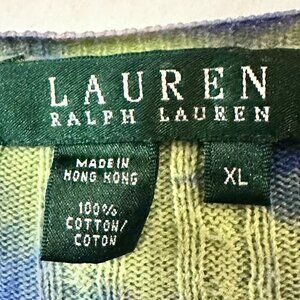 LAUREN
RALPH LAUREN
MADE IN
HONG KONG
100%
COTTON/
COTON
XL